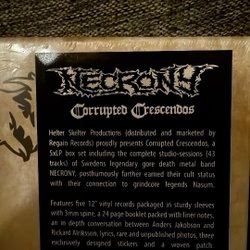 NECRONY
Corrupted Crescendos
Helter Skelter Productions (distributed and marketed by
Regain Records) proudly presents Corrupted Crescendos, a
5xLP box set including the complete studio-sessions (43
tracks) of Swedens legendary gore death metal band
NECRONY, posthumously further earned their cult status
with their connection to grindcore legends Nasum.
Features five 12" vinyl records packaged in sturdy sleeves
with 3mm spine, a 24 page booklet packed with liner notes,
an in depth conversation between Anders Jakobson and
Rickard Alriksson, lyrics, rare and unpublished photos, three
exclusively designed stickers and a woven patch